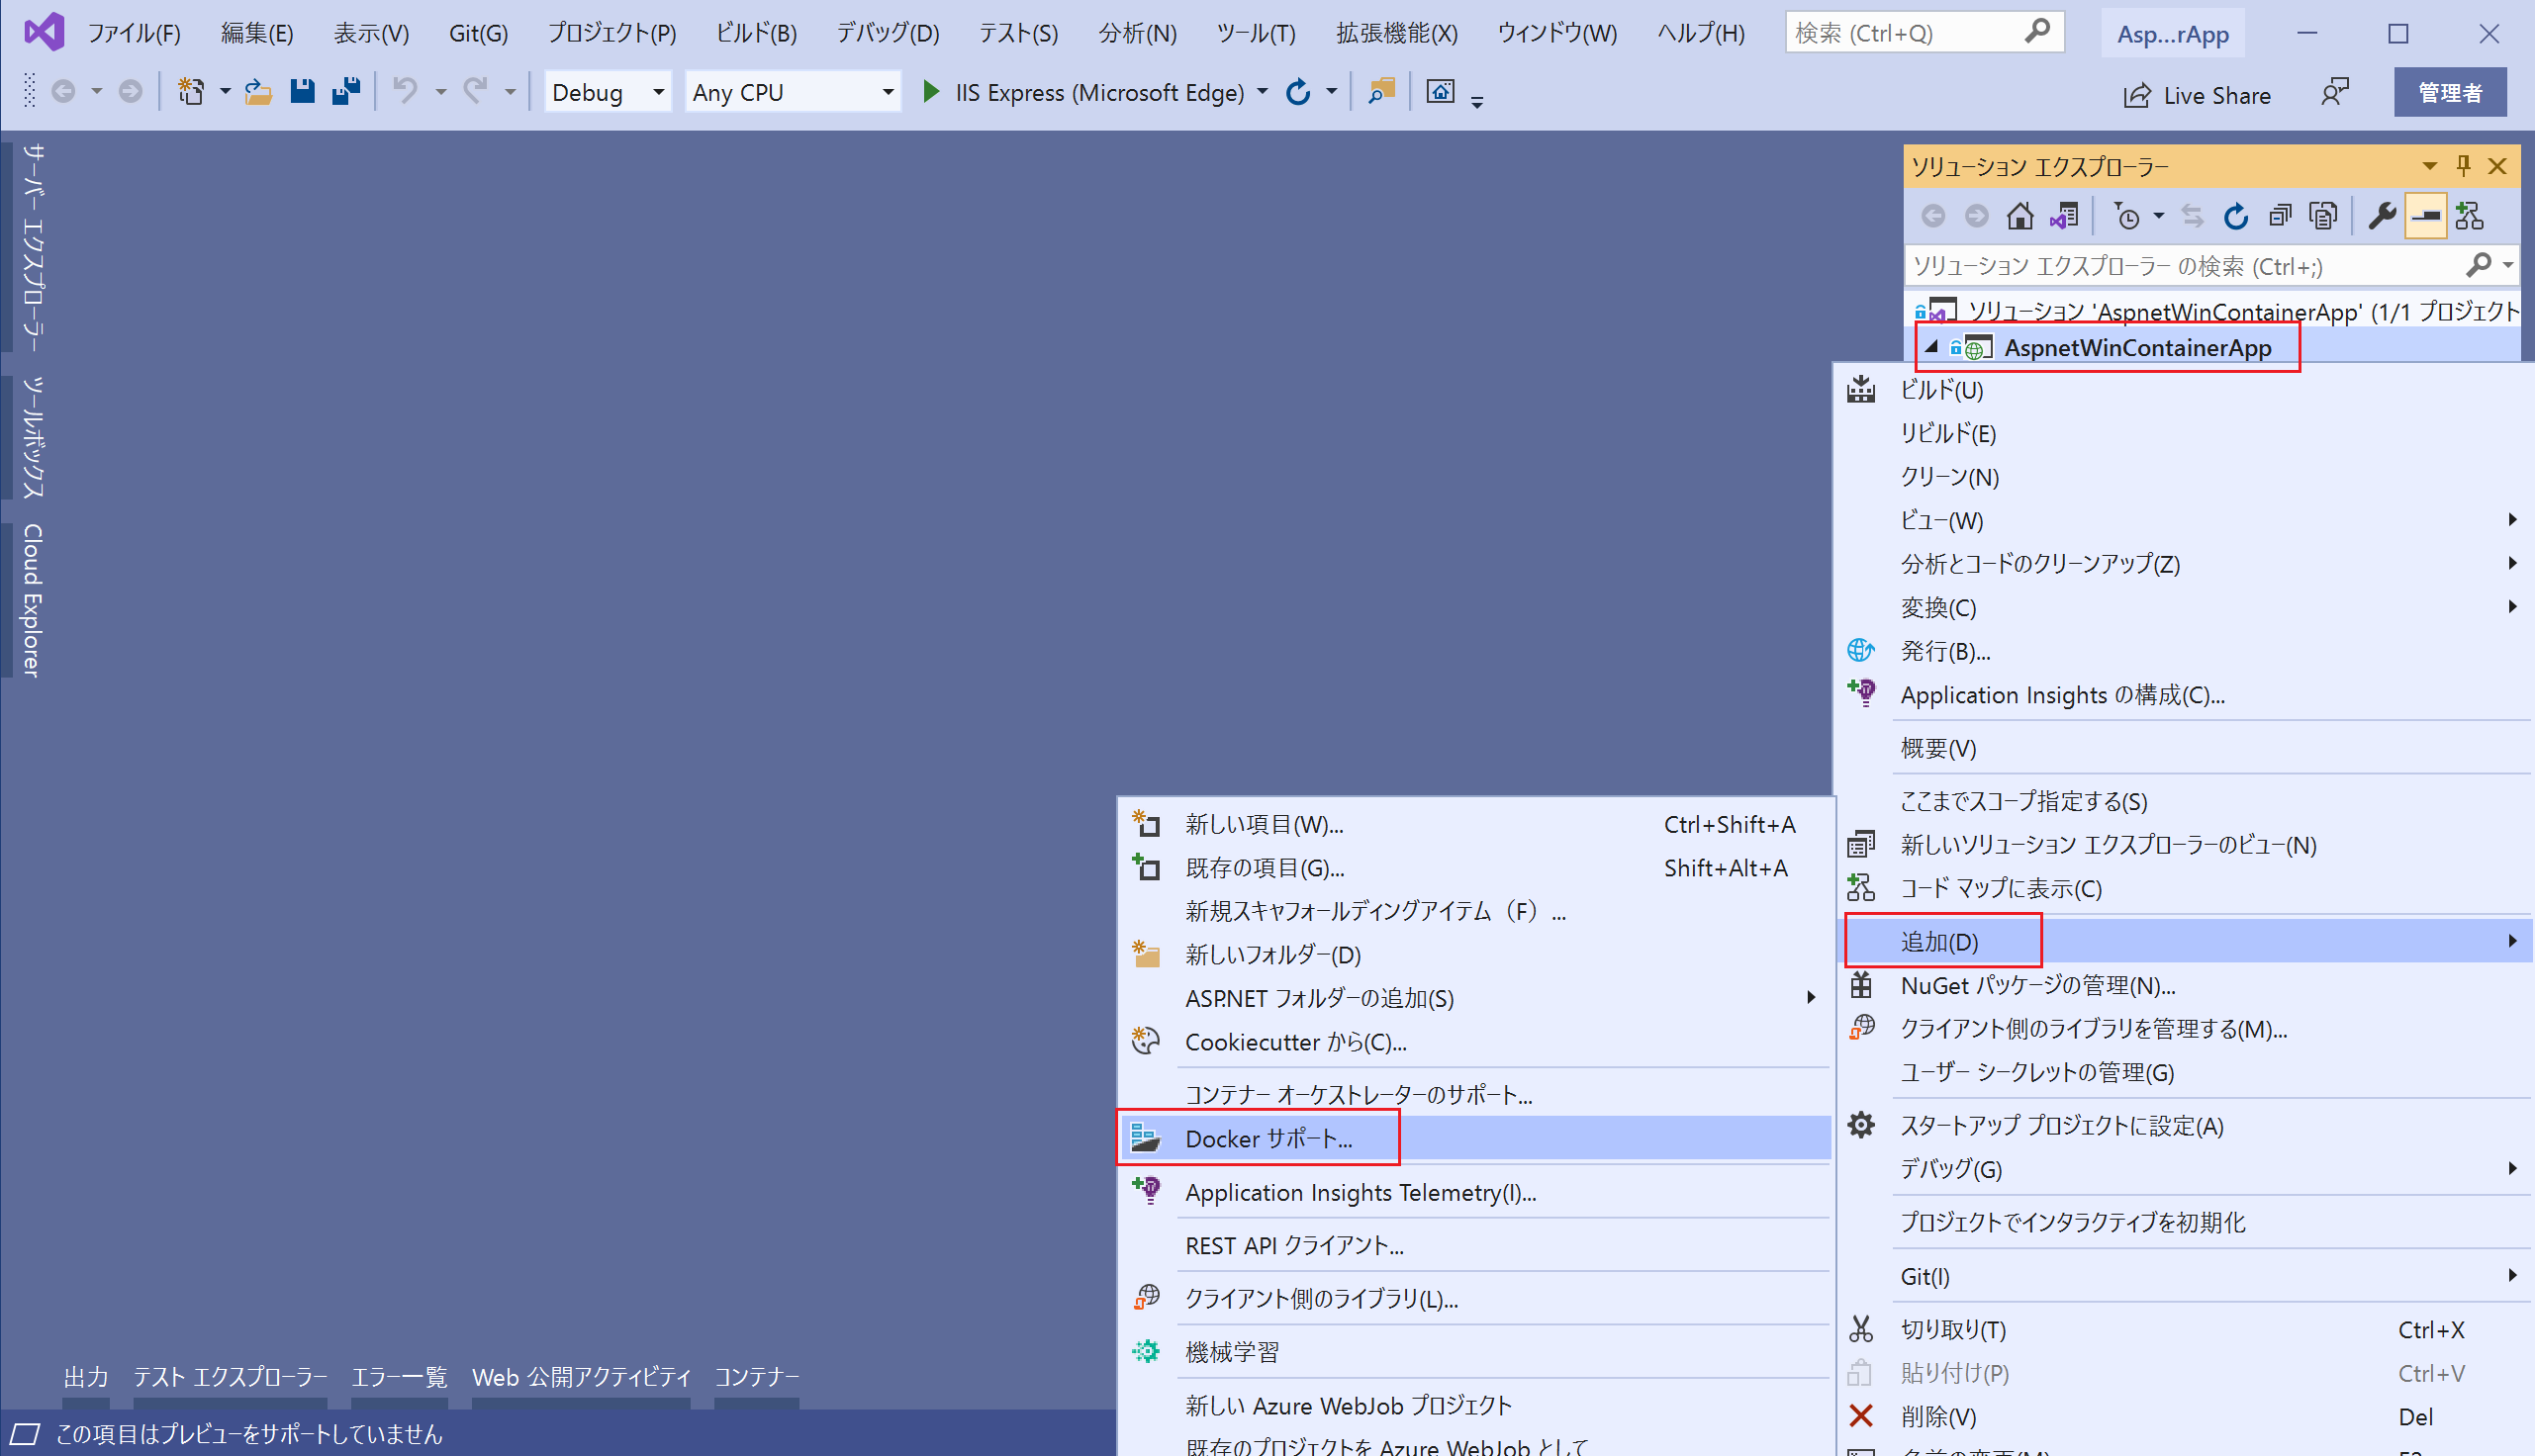 ファイル(F) 編集(E) 表示(V) Git(G) プロジェクト(P) ビルド(B) デバッグ(D) テスト(S) 分析(N) ツール(T) 拡張機能(X) ウィンドウ(W) ヘルプ(H) 検索 (Ctrl+Q) Asp...rApp
Debug Any CPU IIS Express (Microsoft Edge) Live Share 管理者
サーバー エクスプローラー
ツールボックス
Cloud Explorer
ソリューション エクスプローラー
ソリューション エクスプローラー の検索 (Ctrl+;)
ソリューション 'AspnetWinContainerApp' (1/1 プロジェクト
AspnetWinContainerApp
ビルド(U)
リビルド(E)
クリーン(N)
ビュー(W)
分析とコードのクリーンアップ(Z)
変換(C)
発行(B)...
Application Insights の構成(C)...
概要(V)
ここまでスコープ指定する(S)
新しいソリューション エクスプローラーのビュー(N)
コード マップに表示(C)
追加(D)
NuGet パッケージの管理(N)...
クライアント側のライブラリを管理する(M)...
ユーザー シークレットの管理(G)
スタートアップ プロジェクトに設定(A)
デバッグ(G)
プロジェクトでインタラクティブを初期化
Git(I)
切り取り(T) Ctrl+X
貼り付け(P) Ctrl+V
削除(V) Del
新しい項目(W)... Ctrl+Shift+A
既存の項目(G)... Shift+Alt+A
新規スキャフォールディングアイテム（F）...
新しいフォルダー(D)
ASP.NET フォルダーの追加(S)
Cookiecutter から(C)...
コンテナー オーケストレーターのサポート...
Docker サポート...
Application Insights Telemetry(I)...
REST API クライアント...
クライアント側のライブラリ(L)...
機械学習
新しい Azure WebJob プロジェクト
既存のプロジェクトを Azure WebJob として
出力 テスト エクスプローラー エラー一覧 Web 公開アクティビティ コンテナー
この項目はプレビューをサポートしていません